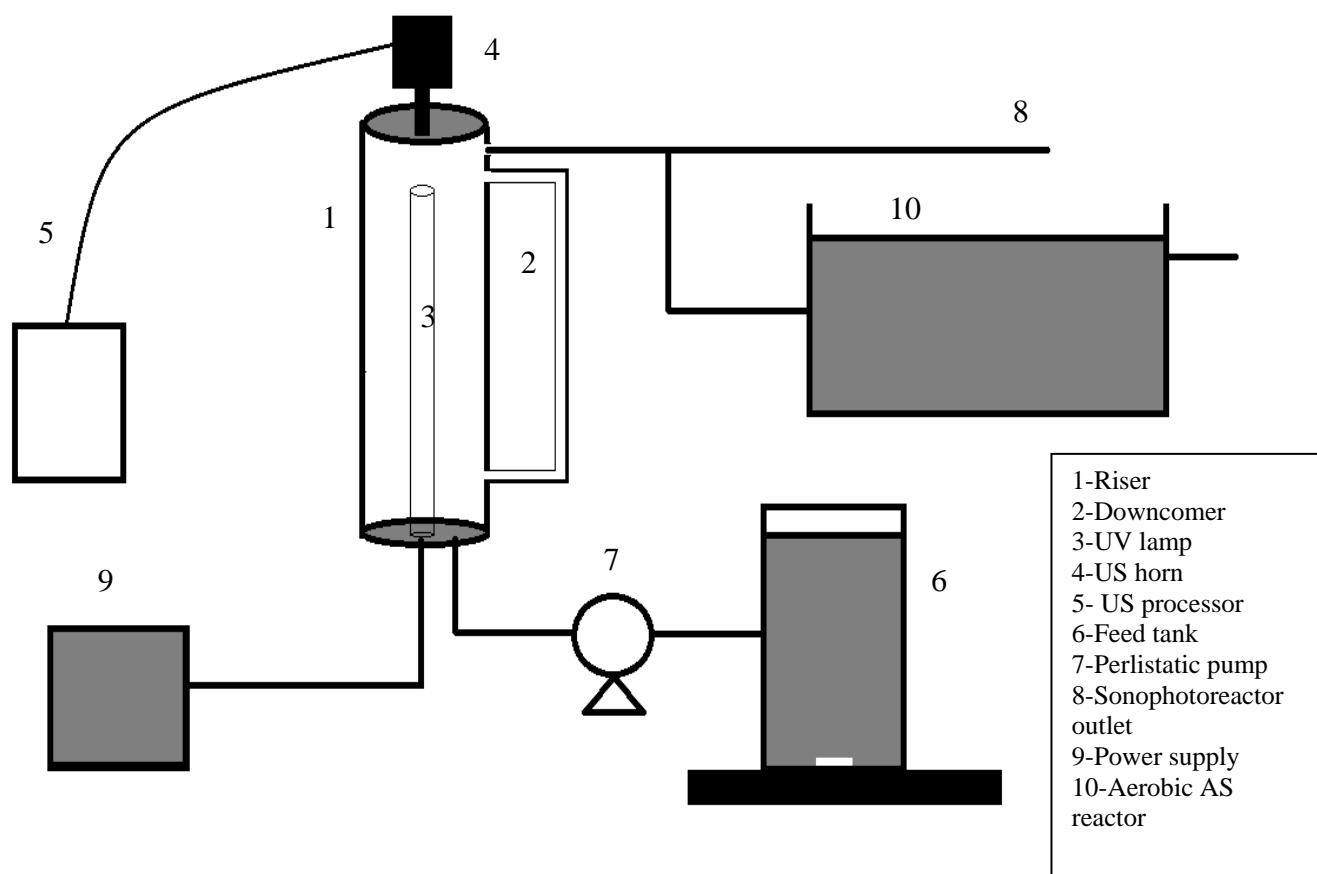 4
8
1
10
5
2
3
7
9
6
1-Riser
2-Downcomer
3-UV lamp
4-US horn
5- US processor
6-Feed tank
7-Perlistatic pump
8-Sonophotoreactor
outlet
9-Power supply
10-Aerobic AS
reactor